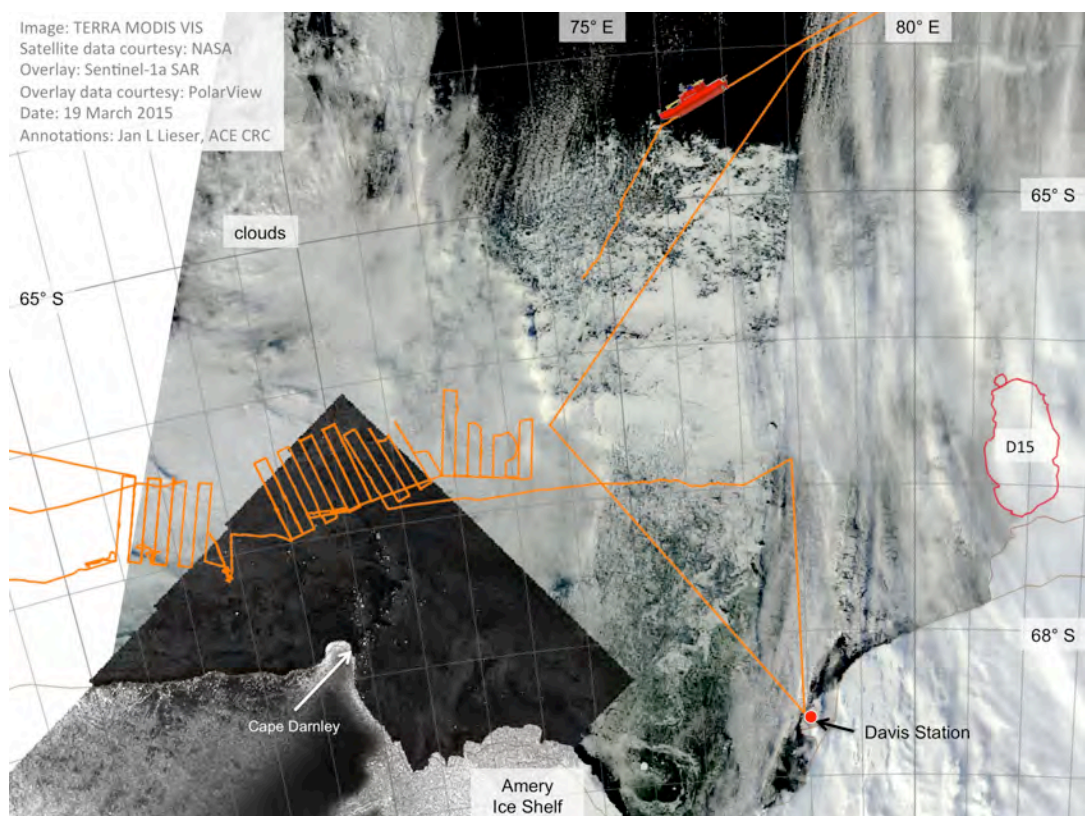 Image: TERRA MODIS VIS
Satellite data courtesy: NASA
Overlay: Sentinel-1a SAR
Overlay data courtesy: PolarView
Date: 19 March 2015
Annotations: Jan L Lieser, ACE CRC
75° E
80° E
65° S
clouds
65° S
D15
68° S
Cape Darnley
Davis Station
Amery
Ice Shelf